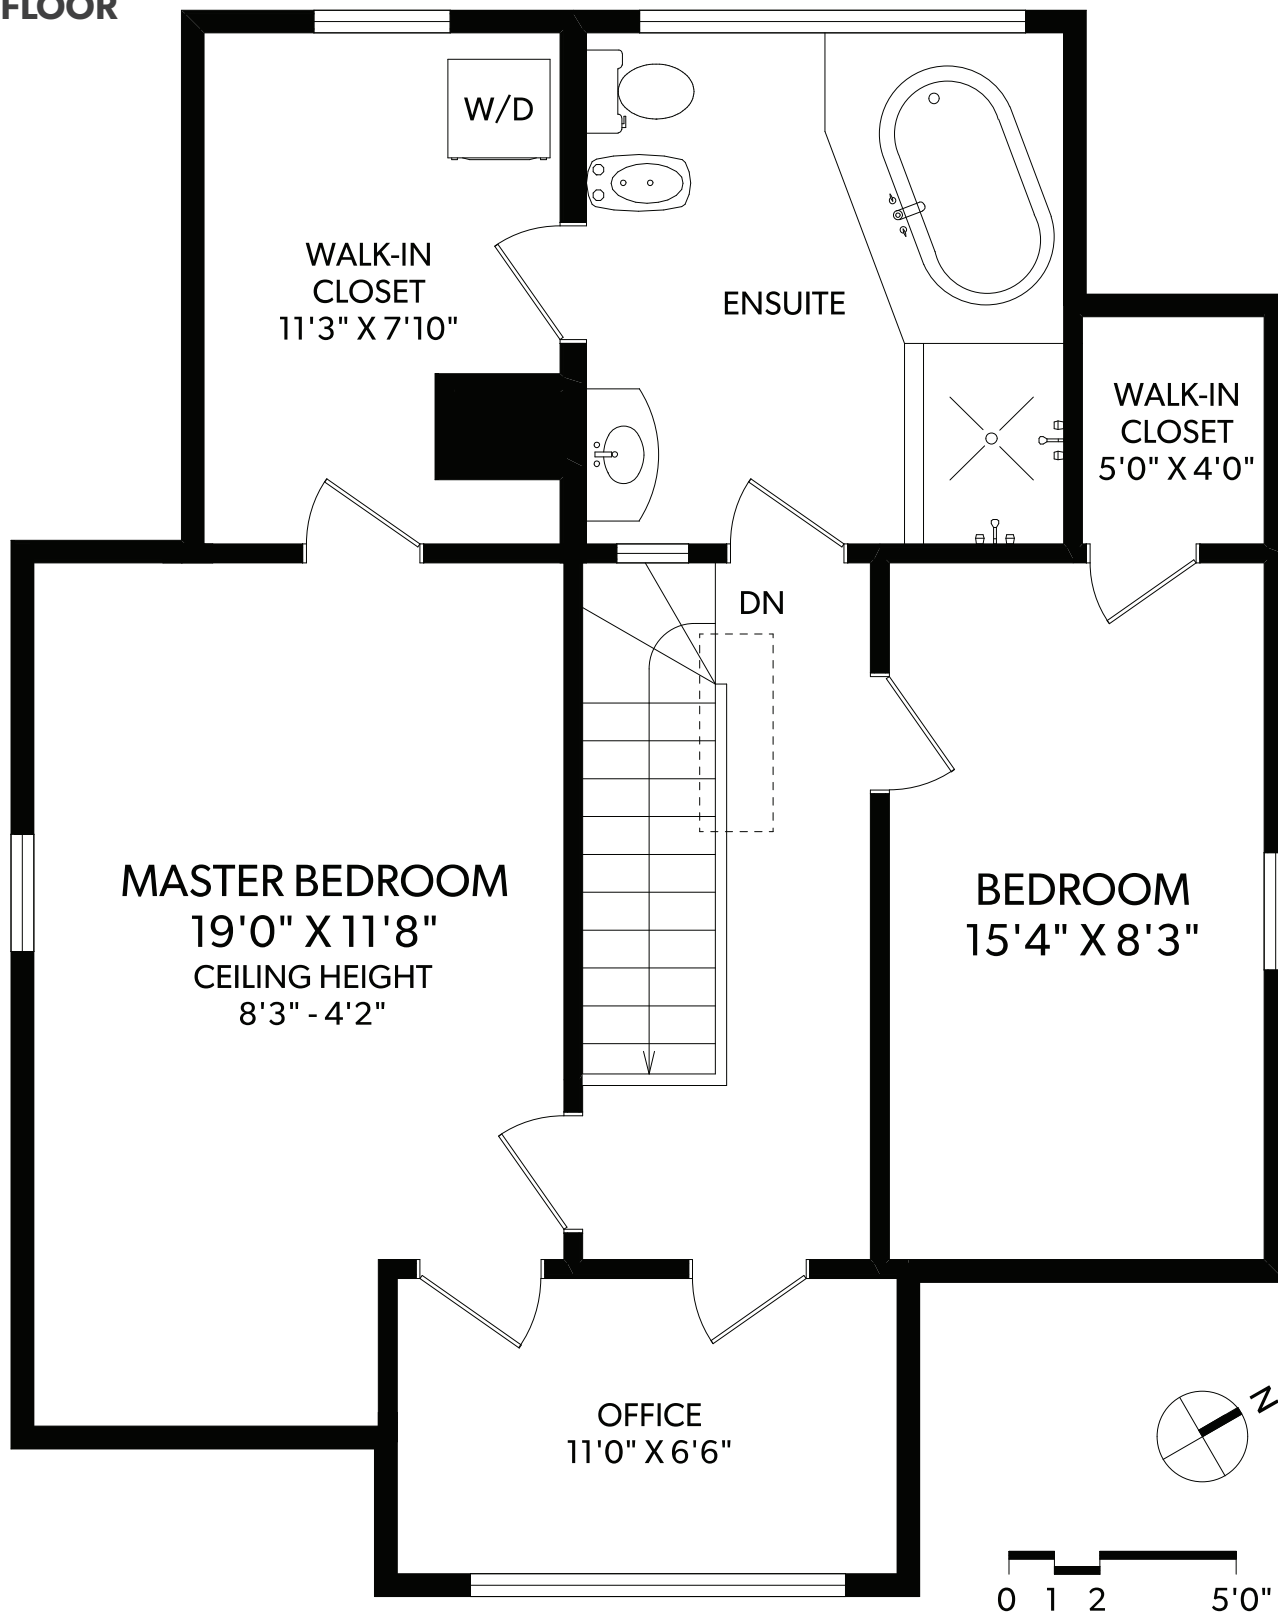 FLOOR
W/D
WALK-IN
CLOSET
11'3" X 7'10"
ENSUITE
WALK-IN
CLOSET
5'0" X 4'0"
DN
MASTER BEDROOM
19'0" X 11'8"
CEILING HEIGHT
8'3" - 4'2"
BEDROOM
15'4" X 8'3"
OFFICE
11'0" X 6'6"
N
0 1 2 5'0"